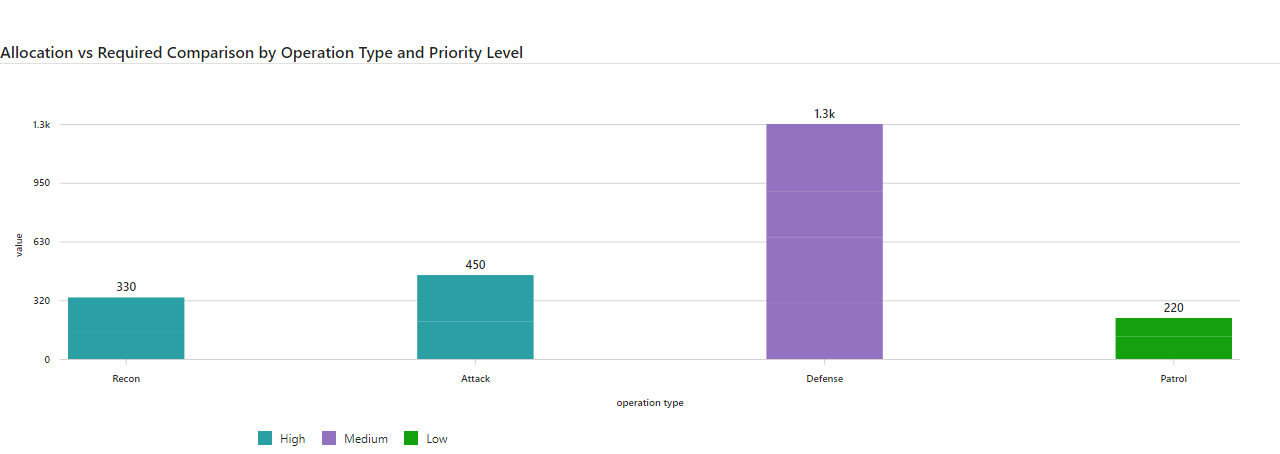 Allocation vs Required Comparison by Operation Type and Priority Level
1.3k
1.3k
950
630
450
330
320
220
0
value
Recon
Attack
Defense
Patrol
operation type
High
Medium
Low